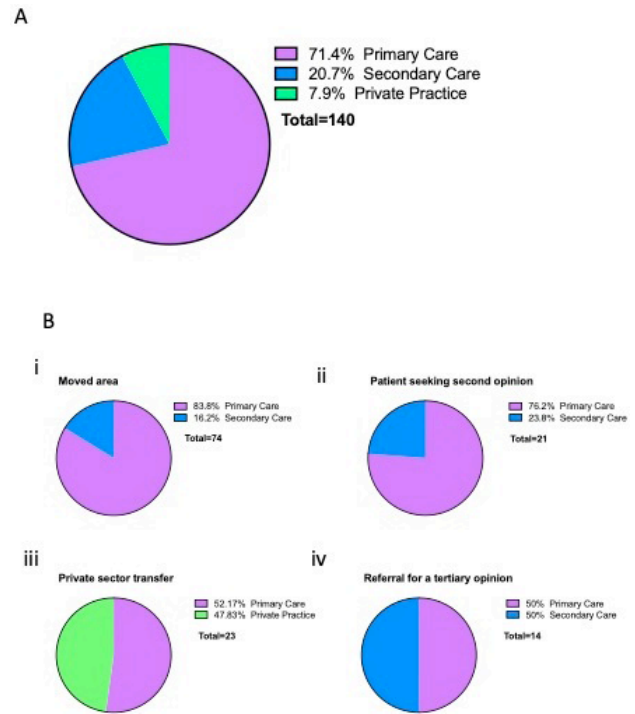 A
71.4% Primary Care
20.7% Secondary Care
7.9% Private Practice
Total=140
B
i
Moved area
83.8% Primary Care
16.2% Secondary Care
Total=74
ii
Patient seeking second opinion
76.2% Primary Care
23.8% Secondary Care
Total=21
iii
Private sector transfer
52.17% Primary Care
47.83% Private Practice
Total=23
iv
Referral for a tertiary opinion
50% Primary Care
50% Secondary Care
Total=14